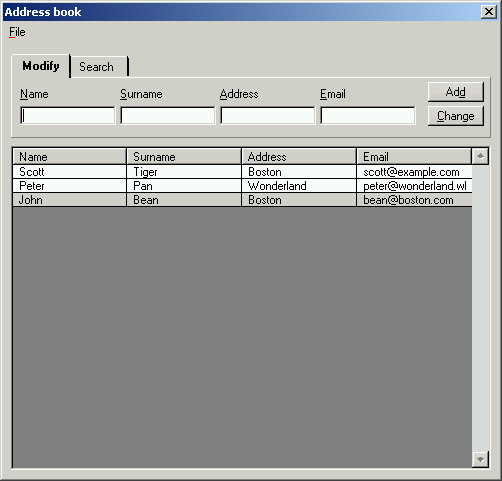 Address book
File
Modify Search
Name Surname Address Email Add
Change
Name Surname Address Email
Scott Tiger Boston scott@example.com
Peter Pan Wonderland peter@wonderland.wl
John Bean Boston bean@boston.com